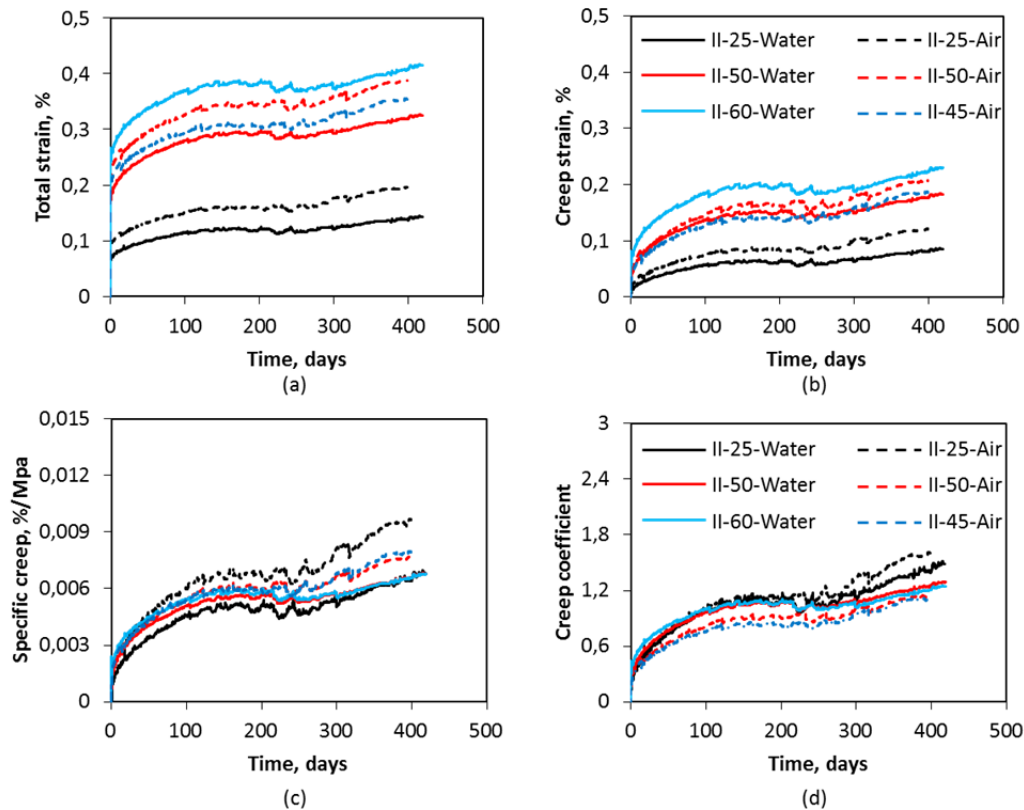 0,5
0,4
0,3
0,2
0,1
0
Total strain, %
0 100 200 300 400 500
Time, days
(a)
0,5
0,4
0,3
0,2
0,1
0
Creep strain, %
II-25-Water II-25-Air
II-50-Water II-50-Air
II-60-Water II-45-Air
0 100 200 300 400 500
Time, days
(b)
0,015
0,012
0,009
0,006
0,003
0
Specific creep, %/Mpa
0 100 200 300 400 500
Time, days
(c)
3
2,4
1,8
1,2
0,6
0
Creep coefficient
II-25-Water II-25-Air
II-50-Water II-50-Air
II-60-Water II-45-Air
0 100 200 300 400 500
Time, days
(d)